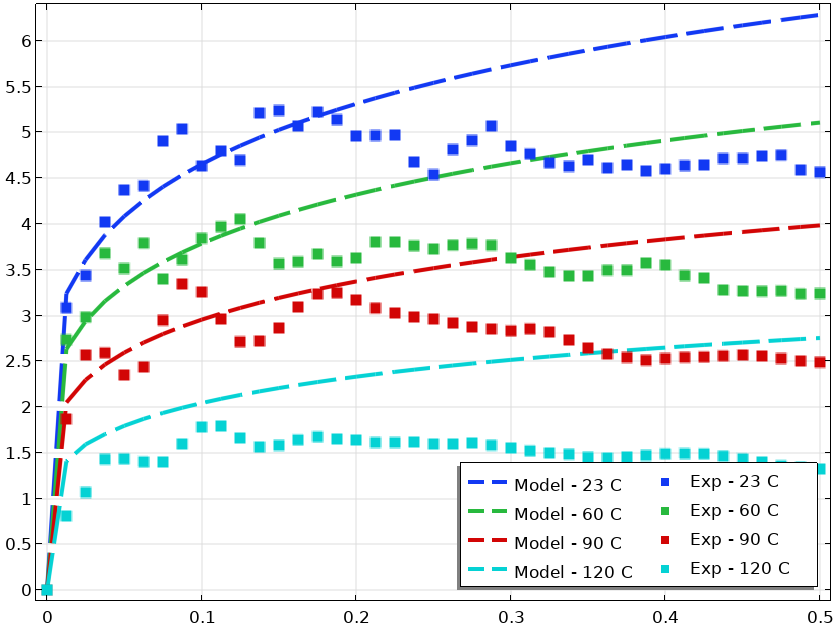 6
5.5
5
4.5
4
3.5
3
2.5
2
1.5
1
0.5
0
Model - 23 C Exp - 23 C
Model - 60 C Exp - 60 C
Model - 90 C Exp - 90 C
Model - 120 C Exp - 120 C
0 0.1 0.2 0.3 0.4 0.5